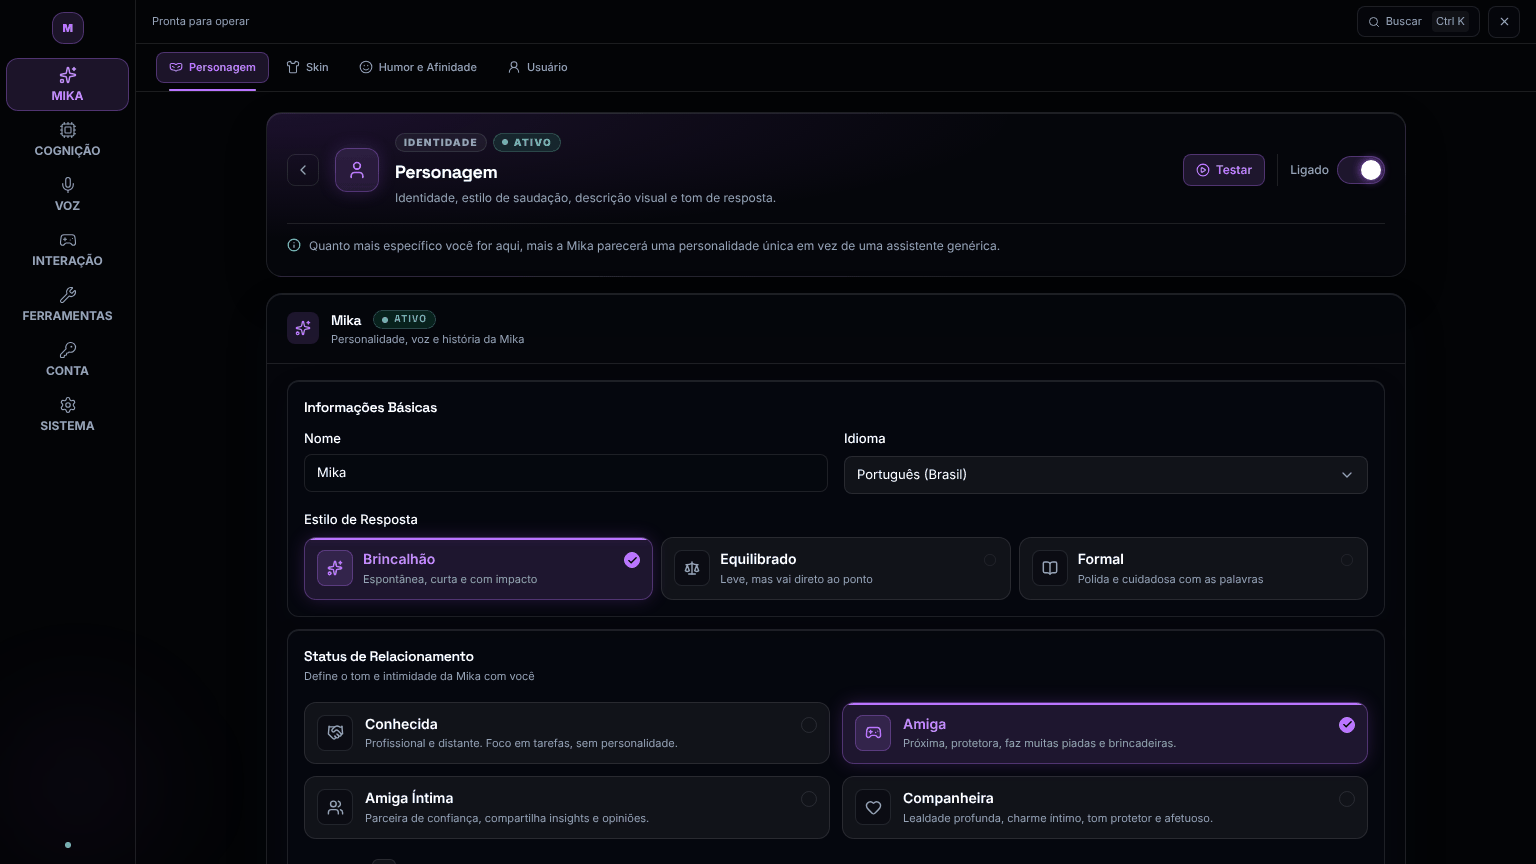 M
MIKA
COGNIÇÃO
VOZ
INTERAÇÃO
FERRAMENTAS
CONTA
SISTEMA
Pronta para operar
Buscar Ctrl K
Personagem Skin Humor e Afinidade Usuário
IDENTIDADE ATIVO
Personagem
Identidade, estilo de saudação, descrição visual e tom de resposta.
Testar Ligado
Quanto mais específico você for aqui, mais a Mika parecerá uma personalidade única em vez de uma assistente genérica.
Mika ATIVO
Personalidade, voz e história da Mika
Informações Básicas
Nome
Mika
Idioma
Português (Brasil)
Estilo de Resposta
Brincalhão
Espontânea, curta e com impacto
Equilibrado
Leve, mas vai direto ao ponto
Formal
Polida e cuidadosa com as palavras
Status de Relacionamento
Define o tom e intimidade da Mika com você
Conhecida
Profissional e distante. Foco em tarefas, sem personalidade.
Amiga
Próxima, protetora, faz muitas piadas e brincadeiras.
Amiga Íntima
Parceira de confiança, compartilha insights e opiniões.
Companheira
Lealdade profunda, charme íntimo, tom protetor e afetuoso.